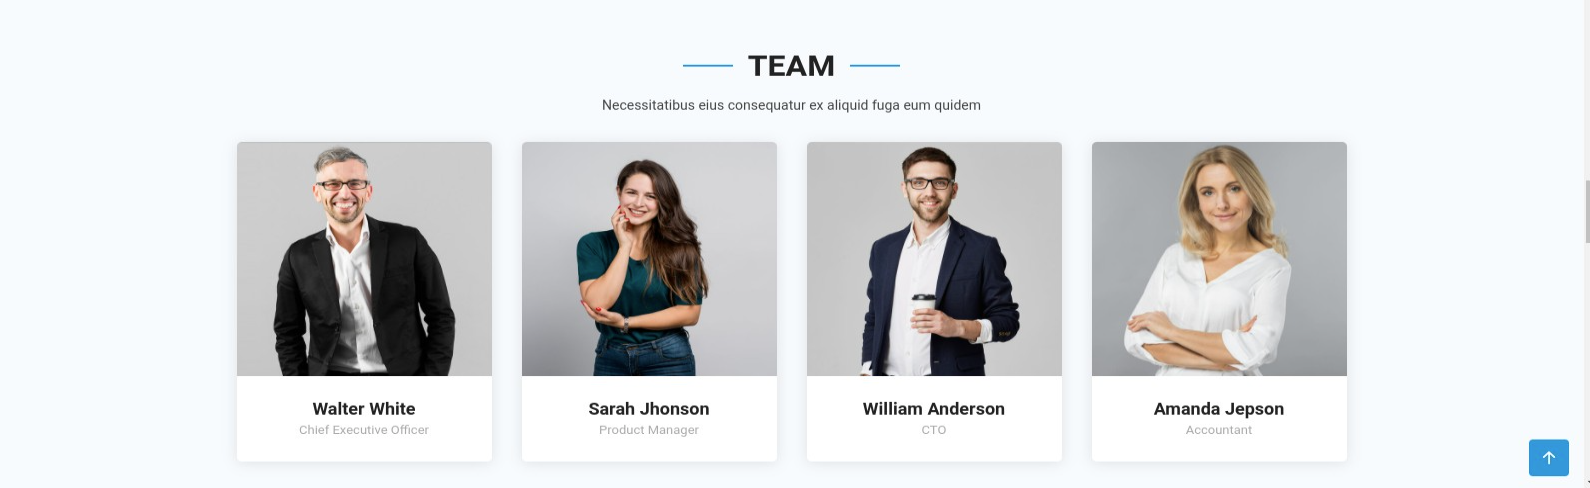 TEAM
Necessitatibus eius consequatur ex aliquid fuga eum quidem
Walter White
Chief Executive Officer
Sarah Jhonson
Product Manager
William Anderson
CTO
Amanda Jepson
Accountant